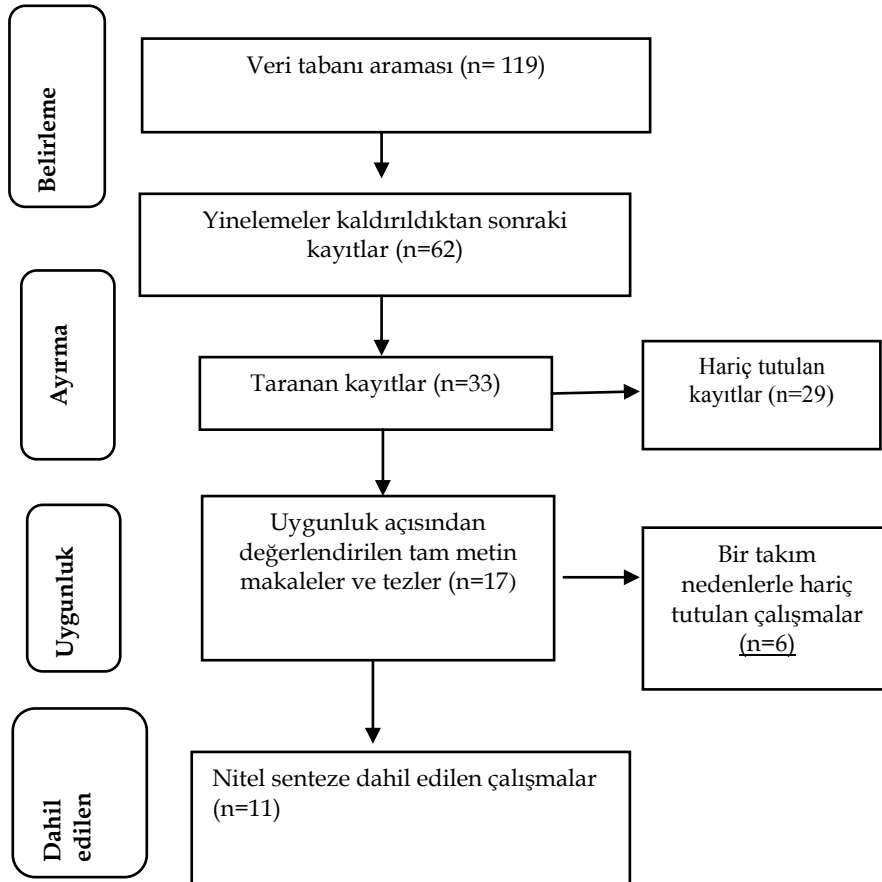 Belirleme
Veri tabanı araması (n= 119)
Yinelemeler kaldırıldıktan sonraki
kayıtlar (n=62)
Ayırma
Taranan kayıtlar (n=33)
Hariç tutulan
kayıtlar (n=29)
Uygunluk
Uygunluk açısından
değerlendirilen tam metin
makaleler ve tezler (n=17)
Bir takım
nedenlerle hariç
tutulan çalışmalar
(n=6)
Dahil
edilen
Nitel senteze dahil edilen çalışmalar
(n=11)